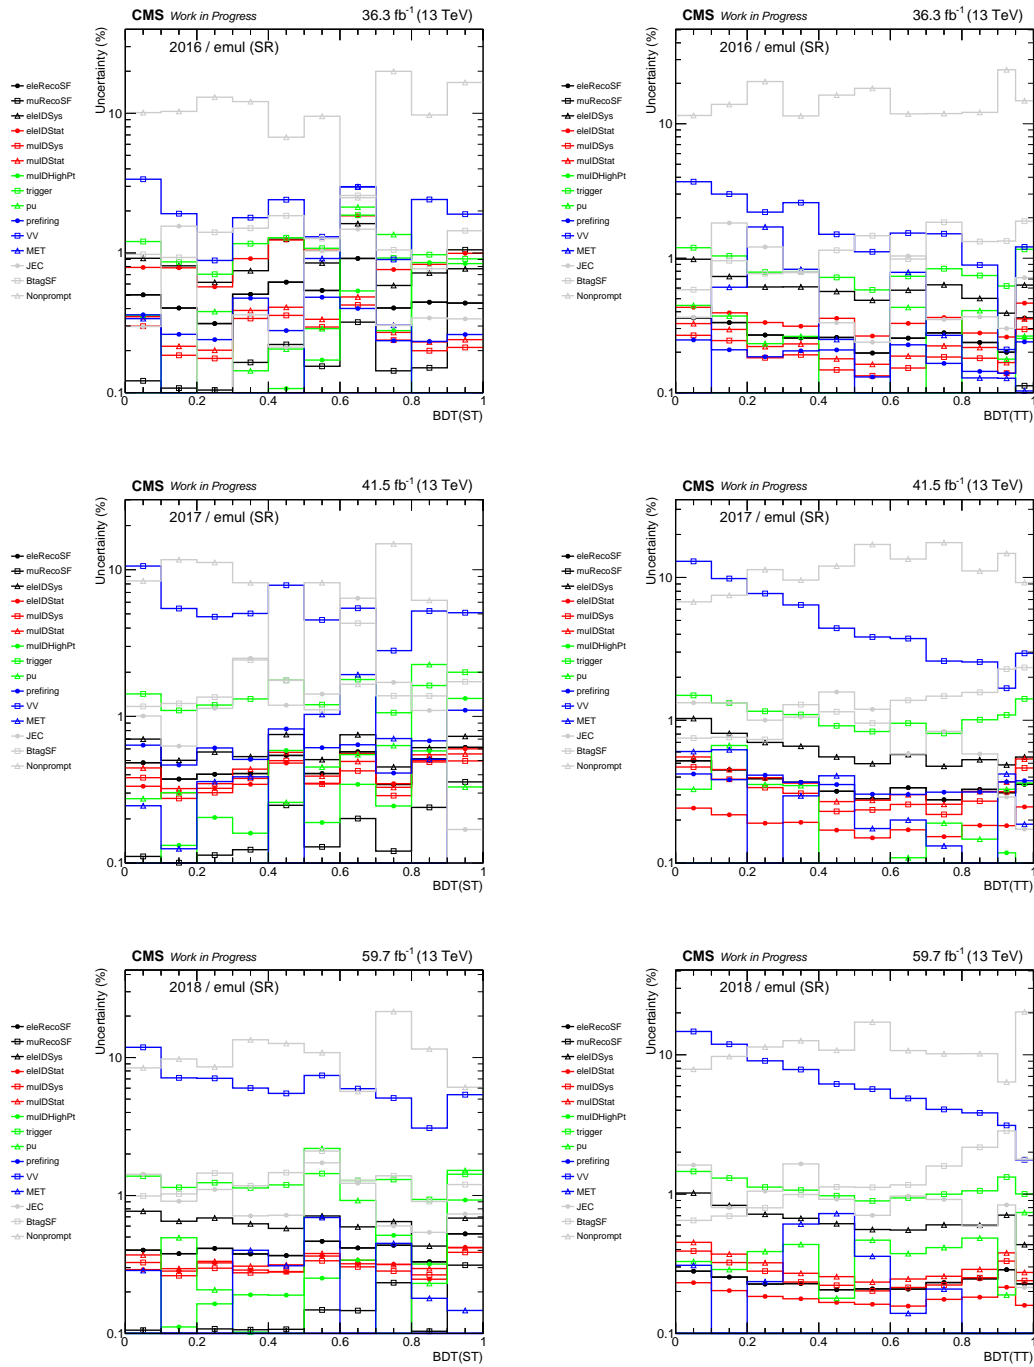 CMS Work in Progress 36.3 fb⁻¹ (13 TeV)
2016 / emul (SR)
Uncertainty (%)
eleRecoSF
muRecoSF
eleIDSys
eleIDStat
muIDSys
muIDStat
muIDHighPt
trigger
pu
prefiring
VV
MET
JEC
BtagSF
Nonprompt
10
1
0.1
0 0.2 0.4 0.6 0.8 1
BDT(ST)
CMS Work in Progress 36.3 fb⁻¹ (13 TeV)
2016 / emul (SR)
Uncertainty (%)
eleRecoSF
muRecoSF
eleIDSys
eleIDStat
muIDSys
muIDStat
muIDHighPt
trigger
pu
prefiring
VV
MET
JEC
BtagSF
Nonprompt
10
1
0.1
0 0.2 0.4 0.6 0.8 1
BDT(TT)
CMS Work in Progress 41.5 fb⁻¹ (13 TeV)
2017 / emul (SR)
Uncertainty (%)
eleRecoSF
muRecoSF
eleIDSys
eleIDStat
muIDSys
muIDStat
muIDHighPt
trigger
pu
prefiring
VV
MET
JEC
BtagSF
Nonprompt
10
1
0.1
0 0.2 0.4 0.6 0.8 1
BDT(ST)
CMS Work in Progress 41.5 fb⁻¹ (13 TeV)
2017 / emul (SR)
Uncertainty (%)
eleRecoSF
muRecoSF
eleIDSys
eleIDStat
muIDSys
muIDStat
muIDHighPt
trigger
pu
prefiring
VV
MET
JEC
BtagSF
Nonprompt
10
1
0.1
0 0.2 0.4 0.6 0.8 1
BDT(TT)
CMS Work in Progress 59.7 fb⁻¹ (13 TeV)
2018 / emul (SR)
Uncertainty (%)
eleRecoSF
muRecoSF
eleIDSys
eleIDStat
muIDSys
muIDStat
muIDHighPt
trigger
pu
prefiring
VV
MET
JEC
BtagSF
Nonprompt
10
1
0.1
0 0.2 0.4 0.6 0.8 1
BDT(ST)
CMS Work in Progress 59.7 fb⁻¹ (13 TeV)
2018 / emul (SR)
Uncertainty (%)
eleRecoSF
muRecoSF
eleIDSys
eleIDStat
muIDSys
muIDStat
muIDHighPt
trigger
pu
prefiring
VV
MET
JEC
BtagSF
Nonprompt
10
1
0.1
0 0.2 0.4 0.6 0.8 1
BDT(TT)